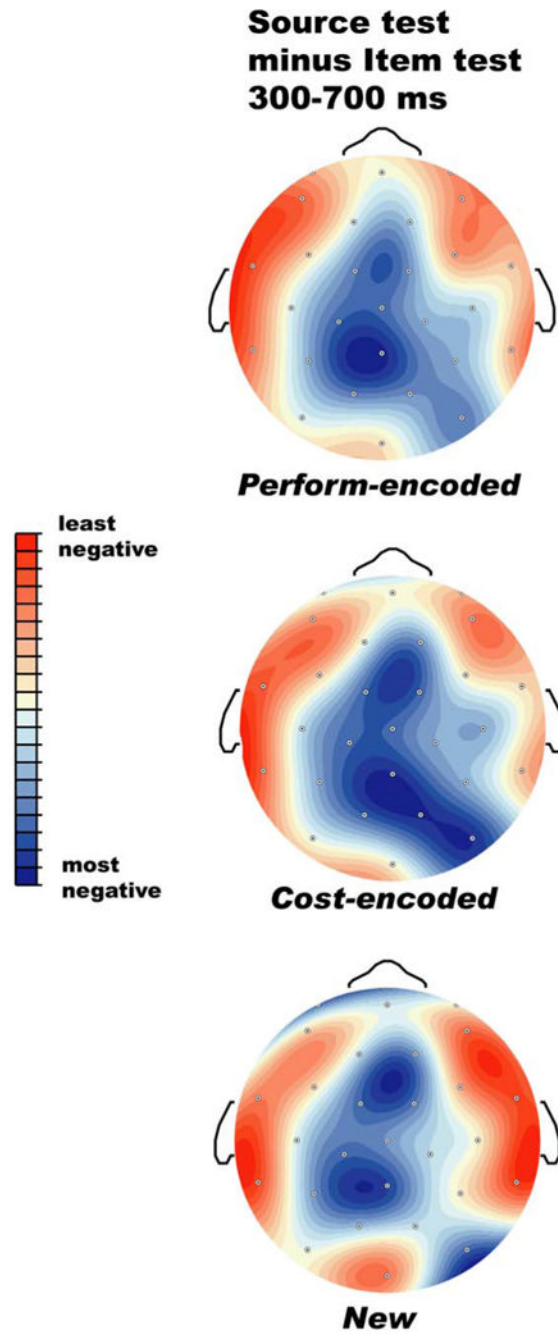 Source test
minus Item test
300-700 ms
Perform-encoded
least
negative
most
negative
Cost-encoded
New